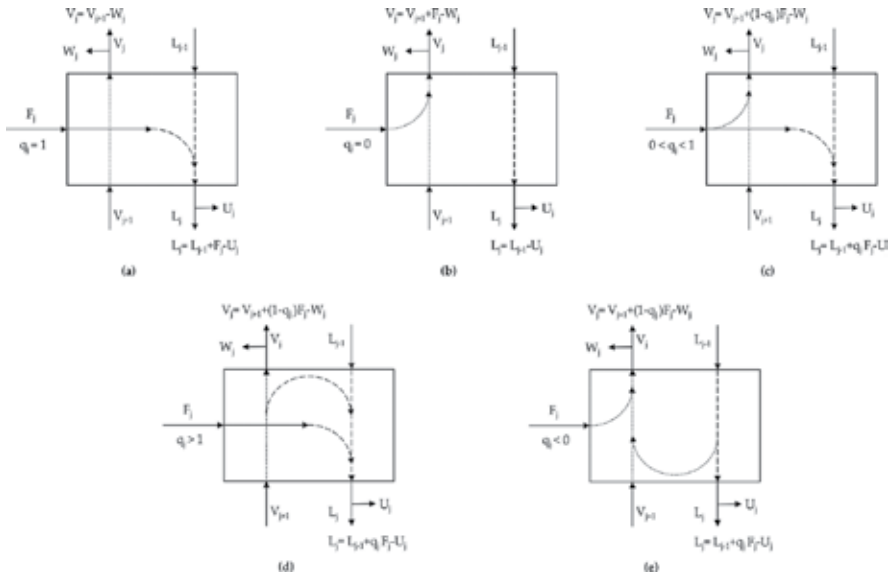 Vj= Vj+1-Wj
Wj Vj Lj-1
Fj
qj = 1
Vj+1 Lj Uj
Lj= Lj-1+Fj-Uj
(a)
Vj= Vj+1+Fj-Wj
Wj Vj Lj-1
Fj
qj = 0
Vj+1 Lj Uj
Lj= Lj-1-Uj
(b)
Vj= Vj+1+(1-qj)Fj-Wj
Wj Vj Lj-1
Fj
0 < qj < 1
Vj+1 Lj Uj
Lj= Lj-1+qj Fj-U
(c)
Vj= Vj+1+(1-qj)Fj-Wj
Wj Vj Lj-1
Fj
qj > 1
Vj+1 Lj Uj
Lj= Lj-1+qj Fj-Uj
(d)
Vj= Vj+1+(1-qj)Fj-Wj
Wj Vj Lj-1
Fj
qj < 0
Vj+1 Lj Uj
Lj= Lj-1+qj Fj-Uj
(e)